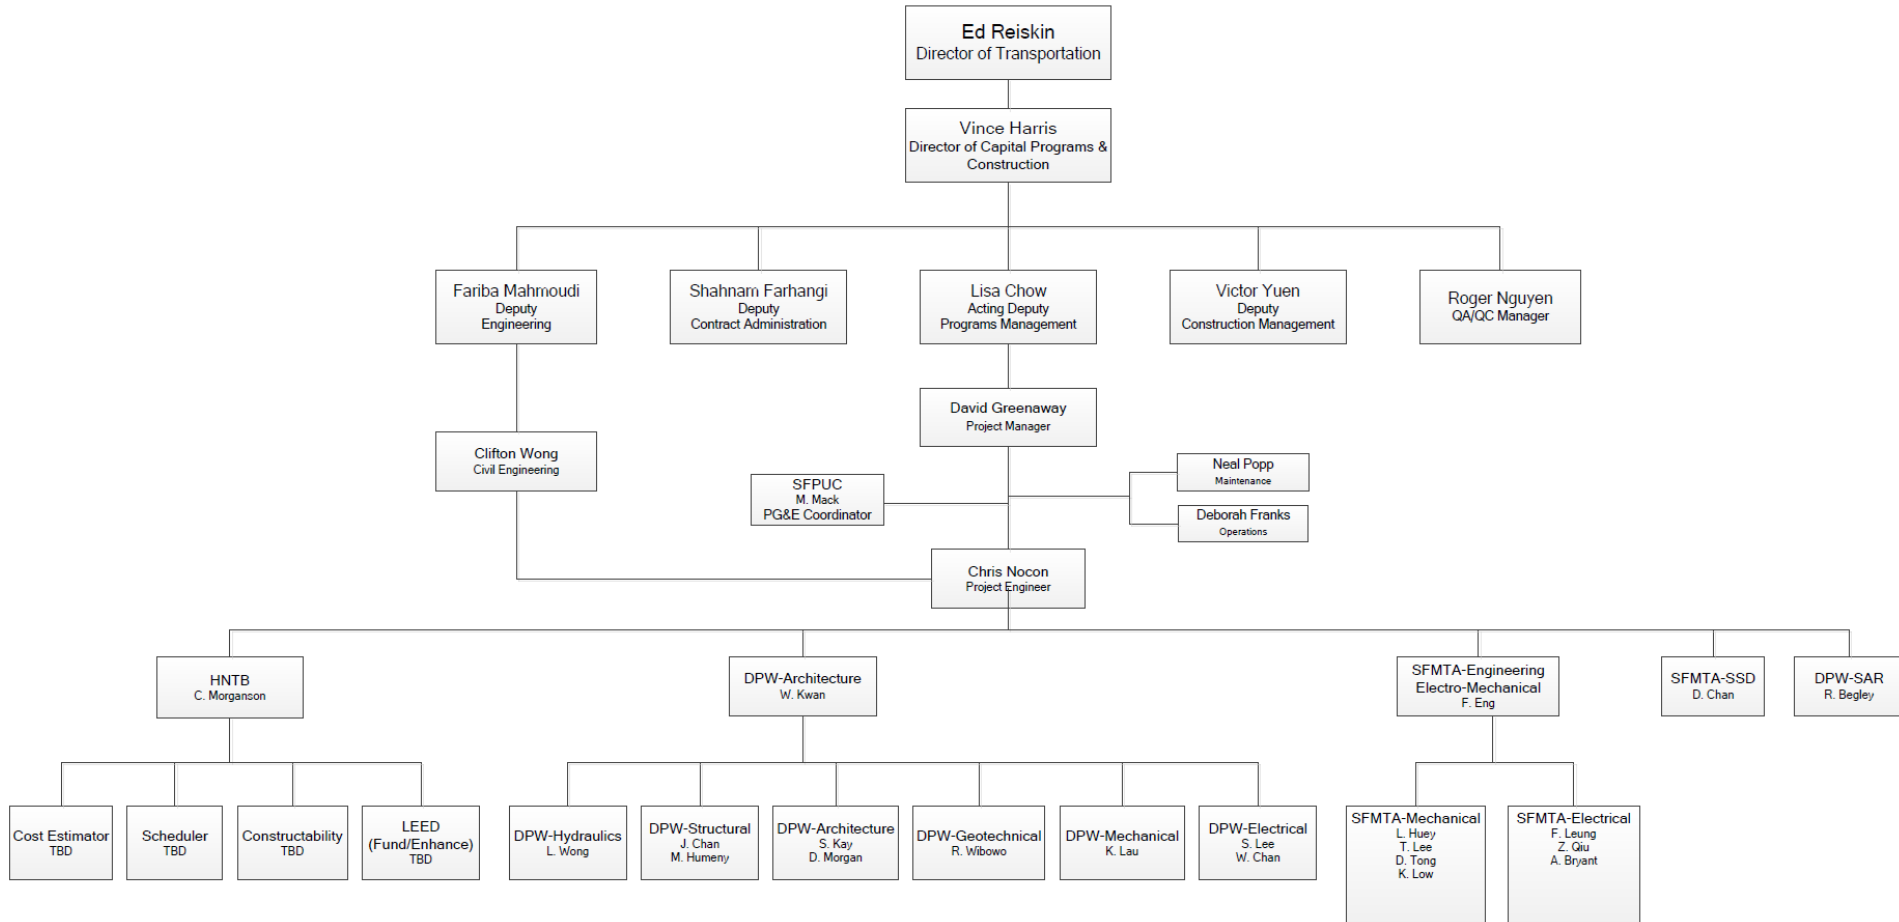 Ed Reiskin
Director of Transportation
Vince Harris
Director of Capital Programs &
Construction
Fariba Mahmoudi
Deputy
Engineering
Shahnam Farhangi
Deputy
Contract Administration
Lisa Chow
Acting Deputy
Programs Management
Victor Yuen
Deputy
Construction Management
Roger Nguyen
QA/QC Manager
David Greenaway
Project Manager
Clifton Wong
Civil Engineering
SFPUC
M. Mack
PG&E Coordinator
Neal Popp
Maintenance
Deborah Franks
Operations
Chris Nocon
Project Engineer
HNTB
C. Morganson
DPW-Architecture
W. Kwan
SFMTA-Engineering
Electro-Mechanical
F. Eng
SFMTA-SSD
D. Chan
DPW-SAR
R. Begley
Cost Estimator
TBD
Scheduler
TBD
Constructability
TBD
LEED
(Fund/Enhance)
TBD
DPW-Hydraulics
L. Wong
DPW-Structural
J. Chan
M. Humeny
DPW-Architecture
S. Kay
D. Morgan
DPW-Geotechnical
R. Wibowo
DPW-Mechanical
K. Lau
DPW-Electrical
S. Lee
W. Chan
SFMTA-Mechanical
L. Huey
T. Lee
D. Tong
K. Low
SFMTA-Electrical
F. Leung
Z. Qiu
A. Bryant